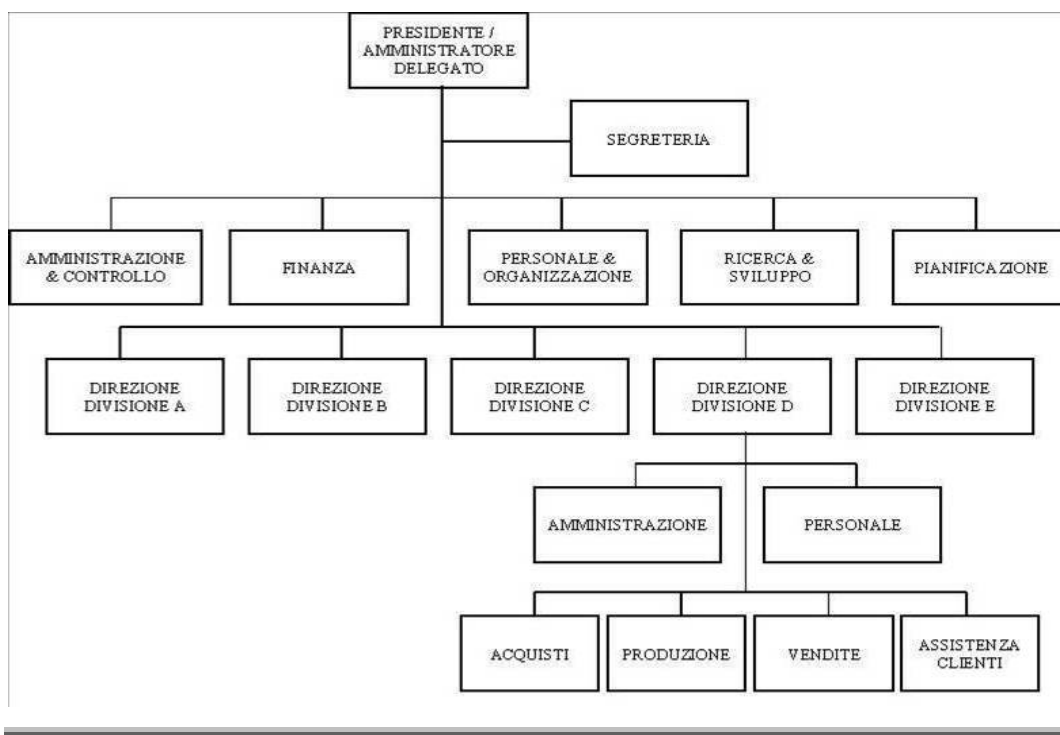 PRESIDENTE /
AMMINISTRATORE
DELEGATO
SEGRETERIA
AMMINISTRAZIONE
& CONTROLLO
FINANZA
PERSONALE &
ORGANIZZAZIONE
RICERCA &
SVILUPPO
PIANIFICAZIONE
DIREZIONE
DIVISIONE A
DIREZIONE
DIVISIONE B
DIREZIONE
DIVISIONE C
DIREZIONE
DIVISIONE D
DIREZIONE
DIVISIONE E
AMMINISTRAZIONE
PERSONALE
ACQUISTI
PRODUZIONE
VENDITE
ASSISTENZA
CLIENTI